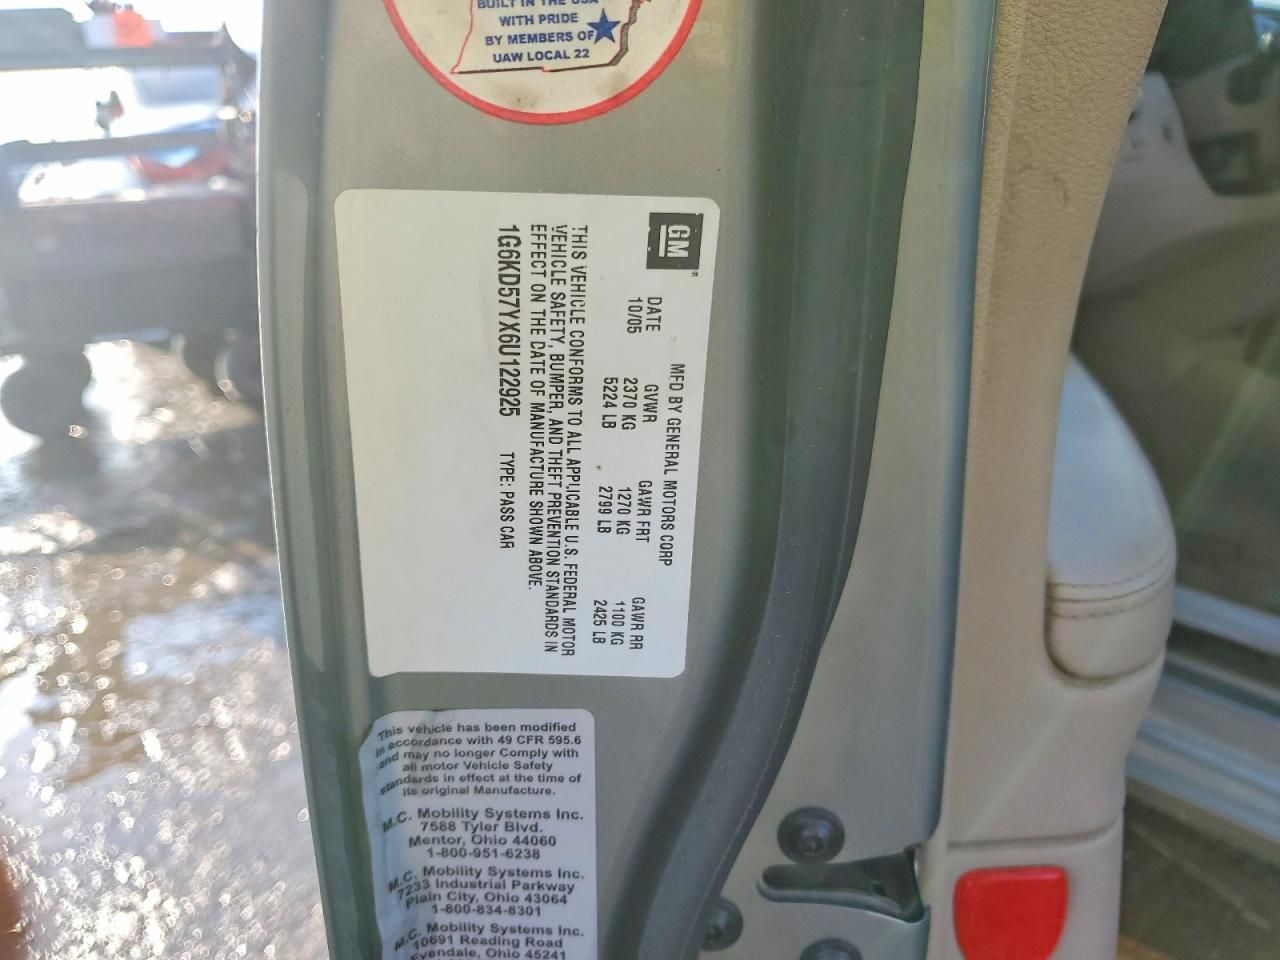 BUILT IN THE USA
WITH PRIDE
BY MEMBERS OF
UAW LOCAL 22
GM
MFD BY GENERAL MOTORS CORP
DATE GVWR GAWR FRT GAWR RR
10/05 2370 KG 1270 KG 1100 KG
5224 LB 2799 LB 2425 LB
THIS VEHICLE CONFORMS TO ALL APPLICABLE U.S. FEDERAL MOTOR
VEHICLE SAFETY, BUMPER, AND THEFT PREVENTION STANDARDS IN
EFFECT ON THE DATE OF MANUFACTURE SHOWN ABOVE.
1G6KD57YX6U122925 TYPE: PASS CAR
This vehicle has been modified
in accordance with 49 CFR 595.6
and may no longer Comply with
all motor Vehicle Safety
standards in effect at the time of
its original Manufacture.
M.C. Mobility Systems Inc.
7588 Tyler Blvd.
Mentor, Ohio 44060
1-800-951-6238
M.C. Mobility Systems Inc.
7233 Industrial Parkway
Plain City, Ohio 43064
1-800-834-8301
M.C. Mobility Systems Inc.
10691 Reading Road
Evendale, Ohio 45241